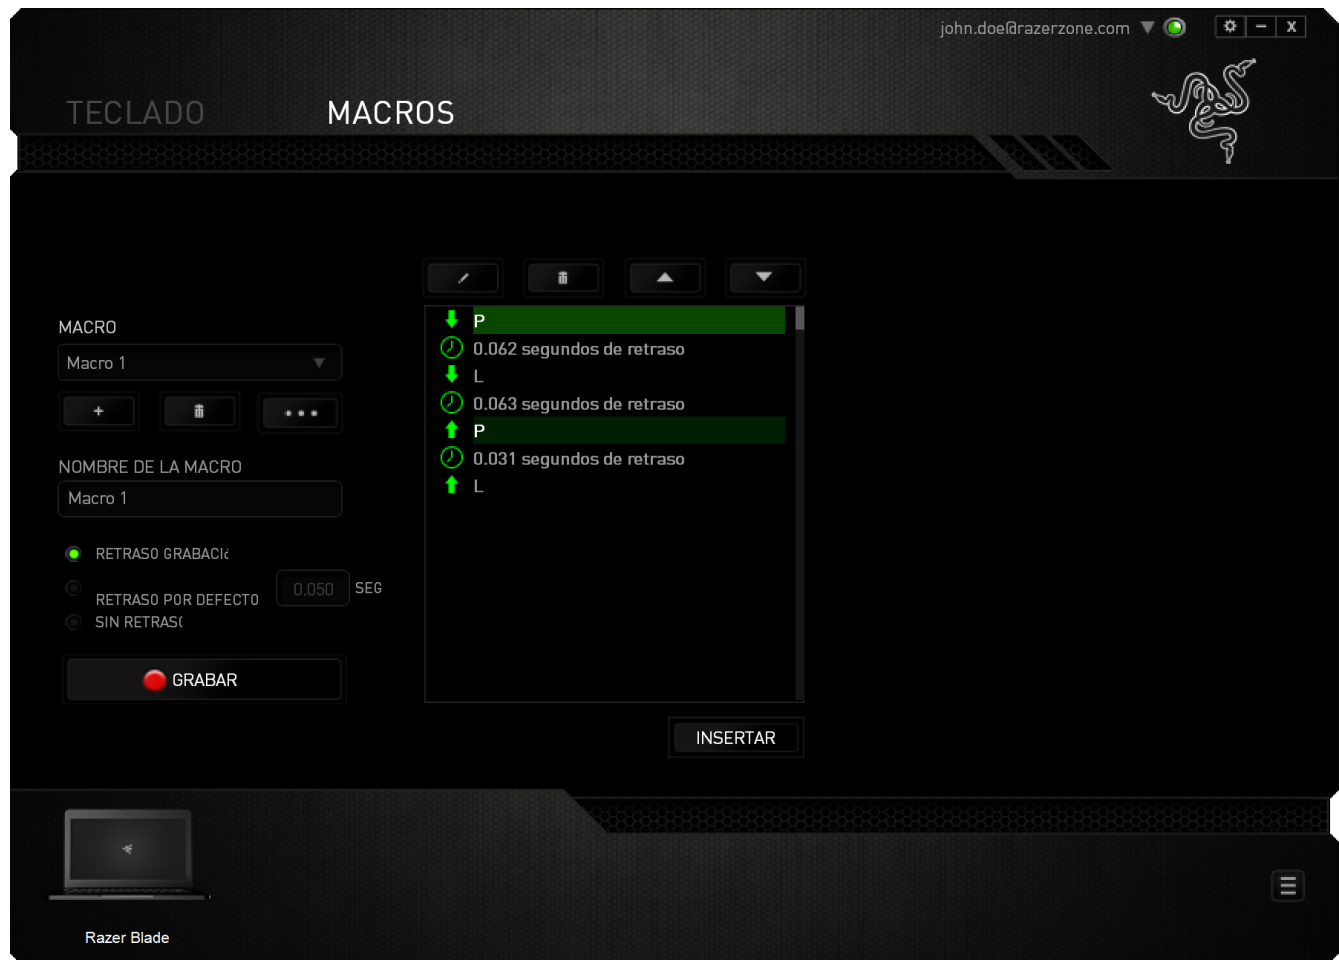 john.doe@razerzone.com
TECLADO MACROS
MACRO
Macro 1
NOMBRE DE LA MACRO
Macro 1
RETRASO GRABACIÓ
RETRASO POR DEFECTO 0.050 SEG
SIN RETRASO
GRABAR
P
0.062 segundos de retraso
L
0.063 segundos de retraso
P
0.031 segundos de retraso
L
INSERTAR
Razer Blade